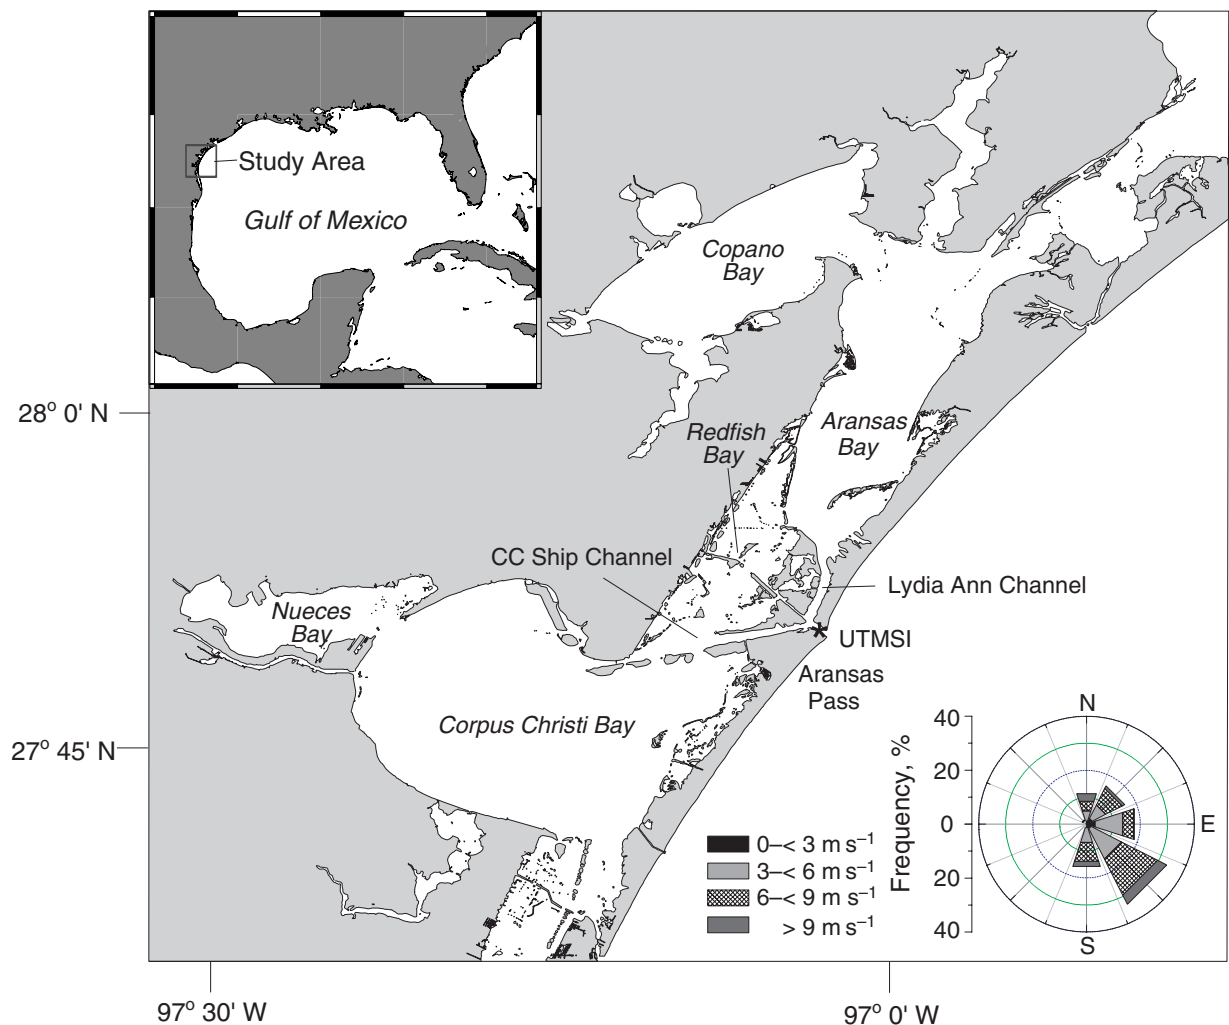 Study Area
Gulf of Mexico
Copano
Bay
28° 0' N
Redfish
Bay
Aransas
Bay
CC Ship Channel
Lydia Ann Channel
Nueces
Bay
UTMSI
Aransas
Pass
Corpus Christi Bay
27° 45' N
N
40
20
0
20
40
Frequency, %
E
S
0–< 3 m s⁻¹
3–< 6 m s⁻¹
6–< 9 m s⁻¹
> 9 m s⁻¹
97° 30' W
97° 0' W